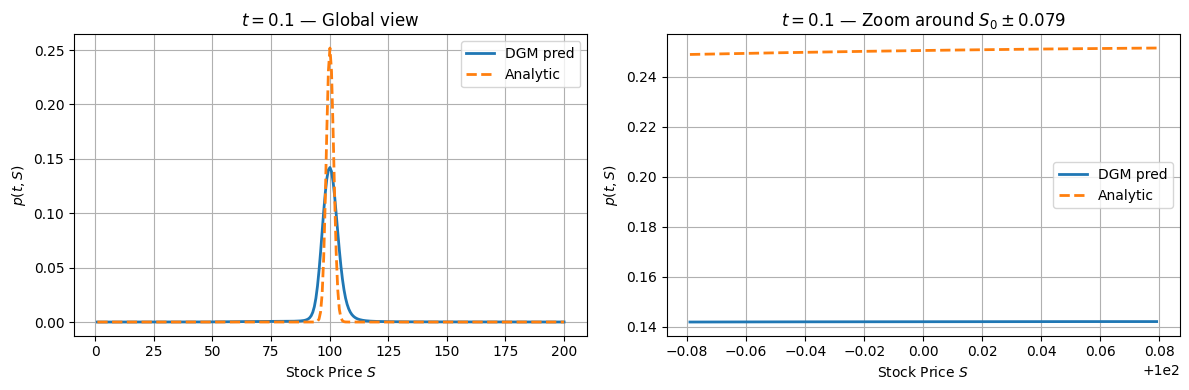 t = 0.1 — Global view
p(t, S)
0.25
0.20
0.15
0.10
0.05
0.00
DGM pred
Analytic
0 25 50 75 100 125 150 175 200
Stock Price S
t = 0.1 — Zoom around S₀ ± 0.079
p(t, S)
0.24
0.22
0.20
0.18
0.16
0.14
DGM pred
Analytic
−0.08 −0.06 −0.04 −0.02 0.00 0.02 0.04 0.06 0.08
+1e2
Stock Price S